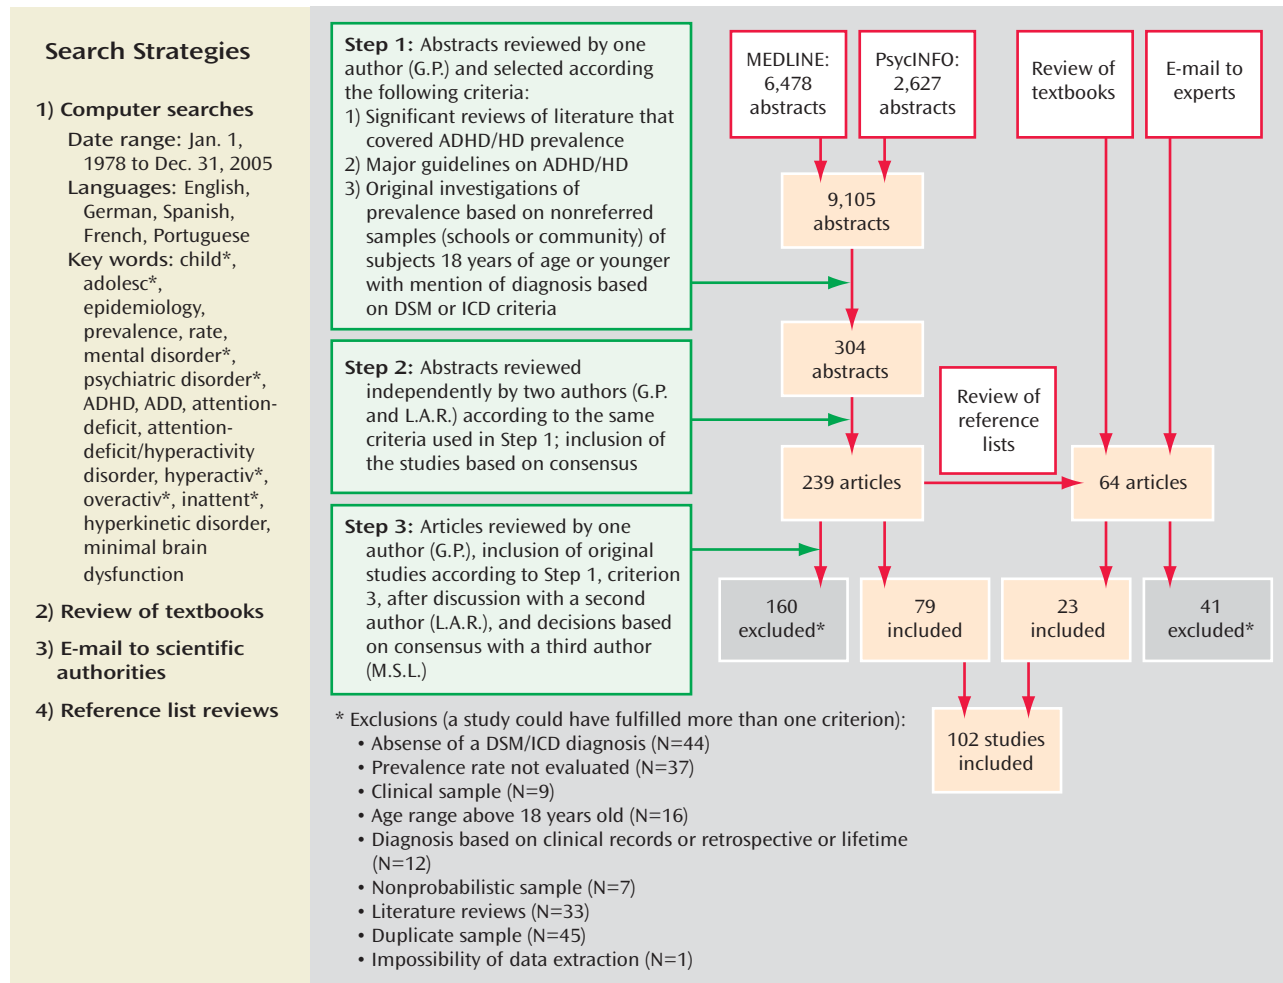 Search Strategies
1) Computer searches
Date range: Jan. 1,
1978 to Dec. 31, 2005
Languages: English,
German, Spanish,
French, Portuguese
Key words: child*,
adolesc*,
epidemiology,
prevalence, rate,
mental disorder*,
psychiatric disorder*,
ADHD, ADD, attention-
deficit, attention-
deficit/hyperactivity
disorder, hyperactiv*,
overactiv*, inattent*,
hyperkinetic disorder,
minimal brain
dysfunction
2) Review of textbooks
3) E-mail to scientific
authorities
4) Reference list reviews
Step 1: Abstracts reviewed by one
author (G.P.) and selected according
the following criteria:
1) Significant reviews of literature that
covered ADHD/HD prevalence
2) Major guidelines on ADHD/HD
3) Original investigations of
prevalence based on nonreferred
samples (schools or community) of
subjects 18 years of age or younger
with mention of diagnosis based
on DSM or ICD criteria
Step 2: Abstracts reviewed
independently by two authors (G.P.
and L.A.R.) according to the same
criteria used in Step 1; inclusion of
the studies based on consensus
Step 3: Articles reviewed by one
author (G.P.), inclusion of original
studies according to Step 1, criterion
3, after discussion with a second
author (L.A.R.), and decisions based
on consensus with a third author
(M.S.L.)
MEDLINE:
6,478
abstracts
PsycINFO:
2,627
abstracts
Review of
textbooks
E-mail to
experts
9,105
abstracts
304
abstracts
Review of
reference
lists
239 articles
64 articles
160
excluded*
79
included
23
included
41
excluded*
102 studies
included
* Exclusions (a study could have fulfilled more than one criterion):
• Absense of a DSM/ICD diagnosis (N=44)
• Prevalence rate not evaluated (N=37)
• Clinical sample (N=9)
• Age range above 18 years old (N=16)
• Diagnosis based on clinical records or retrospective or lifetime
(N=12)
• Nonprobabilistic sample (N=7)
• Literature reviews (N=33)
• Duplicate sample (N=45)
• Impossibility of data extraction (N=1)